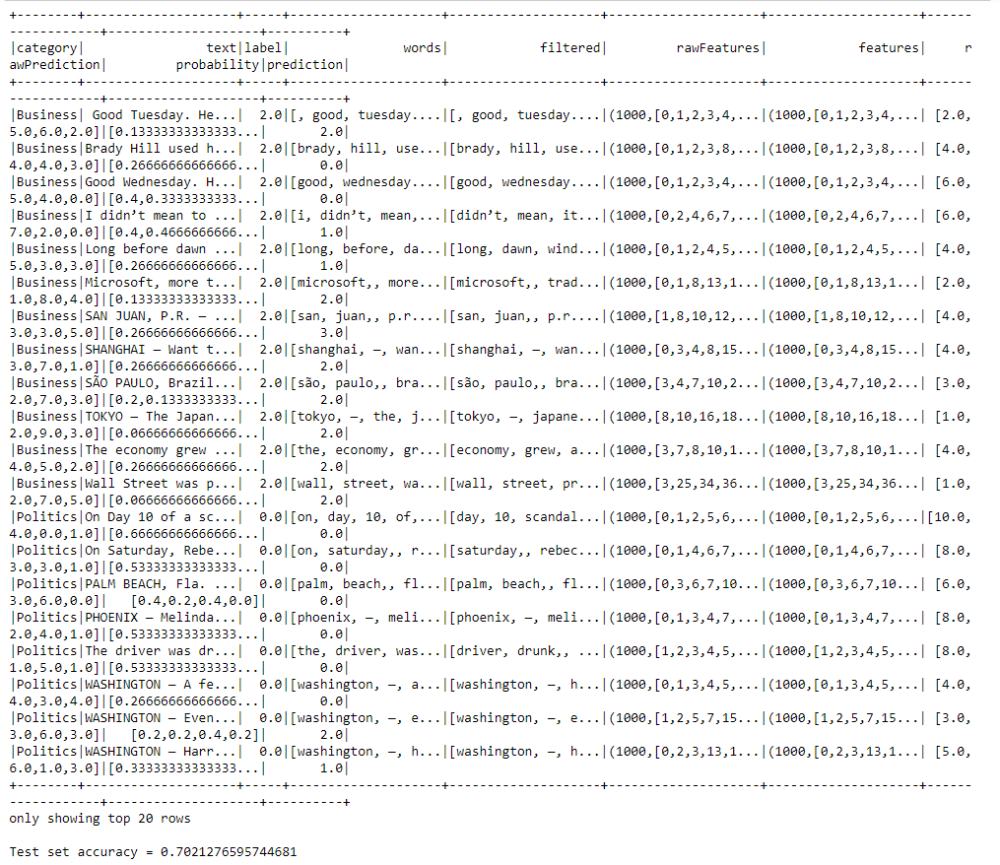 +--------+--------------------+-----+--------------------+--------------------+--------------------+--------------------+------
------------+--------------------+----------+
|category|                text|label|               words|            filtered|         rawFeatures|            features|     r
awPrediction|         probability|prediction|
+--------+--------------------+-----+--------------------+--------------------+--------------------+--------------------+------
------------+--------------------+----------+
|Business| Good Tuesday. He...|  2.0|[, good, tuesday....|[, good, tuesday....|(1000,[0,1,2,3,4,...|(1000,[0,1,2,3,4,...| [2.0,
5.0,6.0,2.0]|[0.13333333333333...|       2.0|
|Business|Brady Hill used h...|  2.0|[brady, hill, use...|[brady, hill, use...|(1000,[0,1,2,3,8,...|(1000,[0,1,2,3,8,...| [4.0,
4.0,4.0,3.0]|[0.26666666666666...|       0.0|
|Business|Good Wednesday. H...|  2.0|[good, wednesday....|[good, wednesday....|(1000,[0,1,2,3,4,...|(1000,[0,1,2,3,4,...| [6.0,
5.0,4.0,0.0]|[0.4,0.3333333333...|       0.0|
|Business|I didn’t mean to ...|  2.0|[i, didn’t, mean,...|[didn’t, mean, it...|(1000,[0,2,4,6,7,...|(1000,[0,2,4,6,7,...| [6.0,
7.0,2.0,0.0]|[0.4,0.4666666666...|       1.0|
|Business|Long before dawn ...|  2.0|[long, before, da...|[long, dawn, wind...|(1000,[0,1,2,4,5,...|(1000,[0,1,2,4,5,...| [4.0,
5.0,3.0,3.0]|[0.26666666666666...|       1.0|
|Business|Microsoft, more t...|  2.0|[microsoft,, more...|[microsoft,, trad...|(1000,[0,1,8,13,1...|(1000,[0,1,8,13,1...| [2.0,
1.0,8.0,4.0]|[0.13333333333333...|       2.0|
|Business|SAN JUAN, P.R. — ...|  2.0|[san, juan,, p.r....|[san, juan,, p.r....|(1000,[1,8,10,12,...|(1000,[1,8,10,12,...| [4.0,
3.0,3.0,5.0]|[0.26666666666666...|       3.0|
|Business|SHANGHAI — Want t...|  2.0|[shanghai, —, wan...|[shanghai, —, wan...|(1000,[0,3,4,8,15...|(1000,[0,3,4,8,15...| [4.0,
3.0,7.0,1.0]|[0.26666666666666...|       2.0|
|Business|SÃO PAULO, Brazil...|  2.0|[são, paulo,, bra...|[são, paulo,, bra...|(1000,[3,4,7,10,2...|(1000,[3,4,7,10,2...| [3.0,
2.0,7.0,3.0]|[0.2,0.1333333333...|       2.0|
|Business|TOKYO — The Japan...|  2.0|[tokyo, —, the, j...|[tokyo, —, japane...|(1000,[8,10,16,18...|(1000,[8,10,16,18...| [1.0,
2.0,9.0,3.0]|[0.06666666666666...|       2.0|
|Business|The economy grew ...|  2.0|[the, economy, gr...|[economy, grew, a...|(1000,[3,7,8,10,1...|(1000,[3,7,8,10,1...| [4.0,
4.0,5.0,2.0]|[0.26666666666666...|       2.0|
|Business|Wall Street was p...|  2.0|[wall, street, wa...|[wall, street, pr...|(1000,[3,25,34,36...|(1000,[3,25,34,36...| [1.0,
2.0,7.0,5.0]|[0.06666666666666...|       2.0|
|Politics|On Day 10 of a sc...|  0.0|[on, day, 10, of,...|[day, 10, scandal...|(1000,[0,1,2,5,6,...|(1000,[0,1,2,5,6,...|[10.0,
4.0,0.0,1.0]|[0.66666666666666...|       0.0|
|Politics|On Saturday, Rebe...|  0.0|[on, saturday,, r...|[saturday,, rebec...|(1000,[0,1,4,6,7,...|(1000,[0,1,4,6,7,...| [8.0,
3.0,3.0,1.0]|[0.53333333333333...|       0.0|
|Politics|PALM BEACH, Fla. ...|  0.0|[palm, beach,, fl...|[palm, beach,, fl...|(1000,[0,3,6,7,10...|(1000,[0,3,6,7,10...| [6.0,
3.0,6.0,0.0]|   [0.4,0.2,0.4,0.0]|       0.0|
|Politics|PHOENIX — Melinda...|  0.0|[phoenix, —, meli...|[phoenix, —, meli...|(1000,[0,1,3,4,7,...|(1000,[0,1,3,4,7,...| [8.0,
2.0,4.0,1.0]|[0.53333333333333...|       0.0|
|Politics|The driver was dr...|  0.0|[the, driver, was...|[driver, drunk,, ...|(1000,[1,2,3,4,5,...|(1000,[1,2,3,4,5,...| [8.0,
1.0,5.0,1.0]|[0.53333333333333...|       0.0|
|Politics|WASHINGTON — A fe...|  0.0|[washington, —, a...|[washington, —, h...|(1000,[0,1,3,4,5,...|(1000,[0,1,3,4,5,...| [4.0,
4.0,3.0,4.0]|[0.26666666666666...|       0.0|
|Politics|WASHINGTON — Even...|  0.0|[washington, —, e...|[washington, —, e...|(1000,[1,2,5,7,15...|(1000,[1,2,5,7,15...| [3.0,
3.0,6.0,3.0]|   [0.2,0.2,0.4,0.2]|       2.0|
|Politics|WASHINGTON — Harr...|  0.0|[washington, —, h...|[washington, —, h...|(1000,[0,2,3,13,1...|(1000,[0,2,3,13,1...| [5.0,
6.0,1.0,3.0]|[0.33333333333333...|       1.0|
+--------+--------------------+-----+--------------------+--------------------+--------------------+--------------------+------
------------+--------------------+----------+
only showing top 20 rows
Test set accuracy = 0.7021276595744681